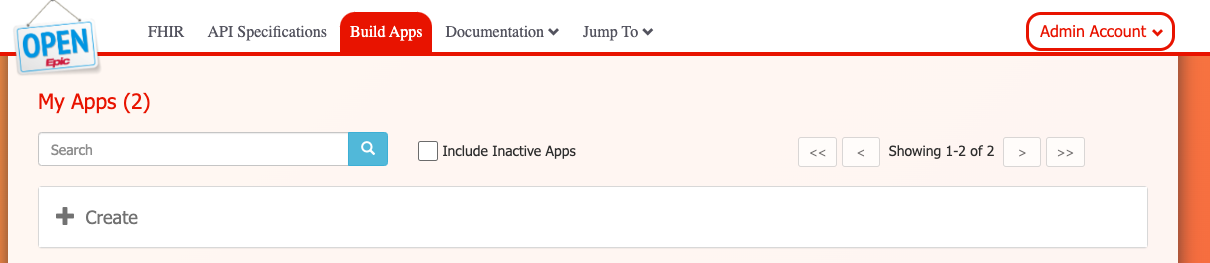 OPEN
Epic
FHIR API Specifications Build Apps Documentation Jump To Admin Account
My Apps (2)
Search Include Inactive Apps << < Showing 1-2 of 2 > >>
Create